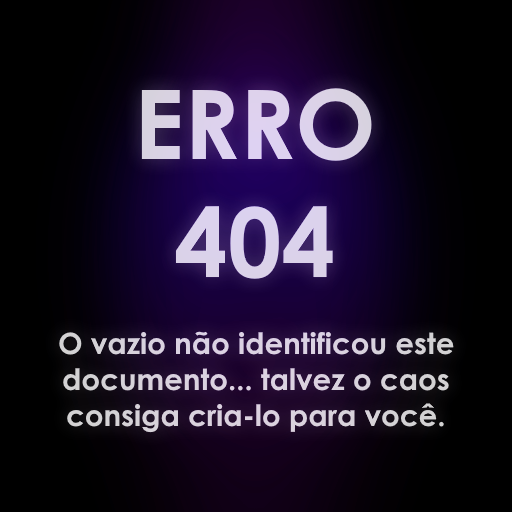 ERRO
404
O vazio não identificou este
documento... talvez o caos
consiga cria-lo para você.